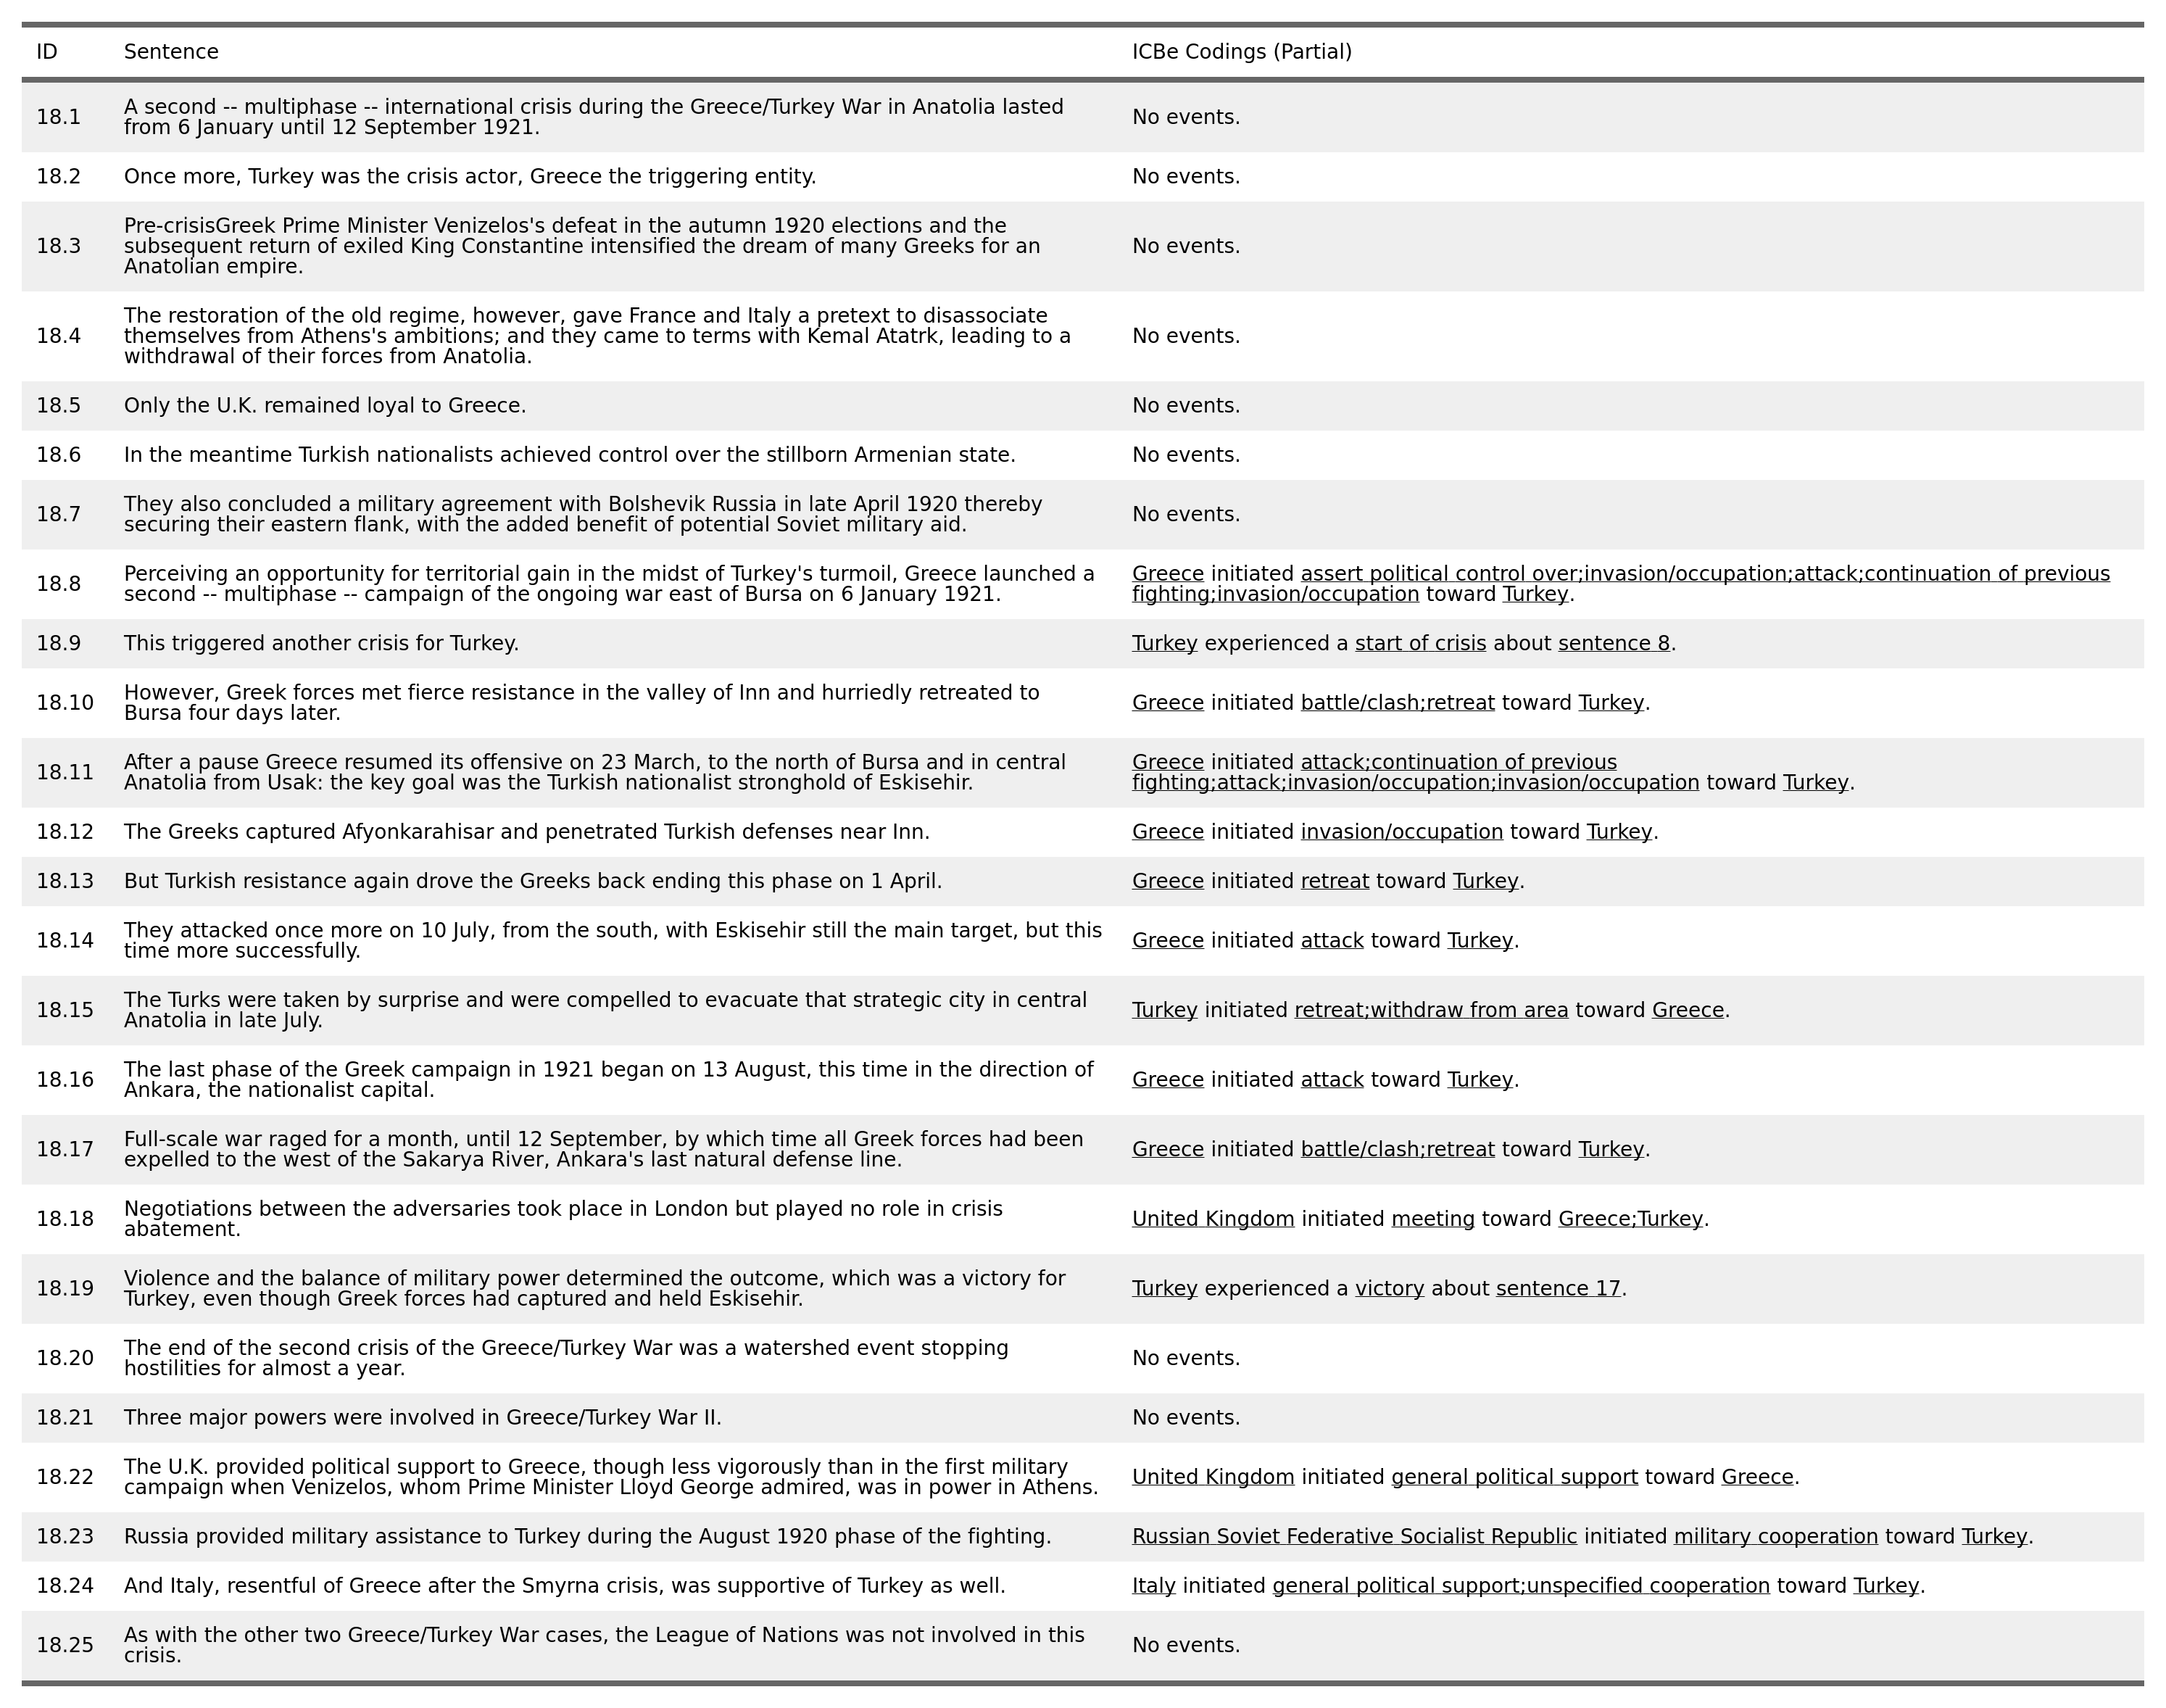 ID Sentence ICBe Codings (Partial)
18.1 A second -- multiphase -- international crisis during the Greece/Turkey War in Anatolia lasted
from 6 January until 12 September 1921. No events.
18.2 Once more, Turkey was the crisis actor, Greece the triggering entity. No events.
18.3 Pre-crisisGreek Prime Minister Venizelos's defeat in the autumn 1920 elections and the
subsequent return of exiled King Constantine intensified the dream of many Greeks for an
Anatolian empire. No events.
18.4 The restoration of the old regime, however, gave France and Italy a pretext to disassociate
themselves from Athens's ambitions; and they came to terms with Kemal Atatrk, leading to a
withdrawal of their forces from Anatolia. No events.
18.5 Only the U.K. remained loyal to Greece. No events.
18.6 In the meantime Turkish nationalists achieved control over the stillborn Armenian state. No events.
18.7 They also concluded a military agreement with Bolshevik Russia in late April 1920 thereby
securing their eastern flank, with the added benefit of potential Soviet military aid. No events.
18.8 Perceiving an opportunity for territorial gain in the midst of Turkey's turmoil, Greece launched a
second -- multiphase -- campaign of the ongoing war east of Bursa on 6 January 1921.
Greece initiated assert political control over;invasion/occupation;attack;continuation of previous
fighting;invasion/occupation toward Turkey.
18.9 This triggered another crisis for Turkey. Turkey experienced a start of crisis about sentence 8.
18.10 However, Greek forces met fierce resistance in the valley of Inn and hurriedly retreated to
Bursa four days later. Greece initiated battle/clash;retreat toward Turkey.
18.11 After a pause Greece resumed its offensive on 23 March, to the north of Bursa and in central
Anatolia from Usak: the key goal was the Turkish nationalist stronghold of Eskisehir.
Greece initiated attack;continuation of previous
fighting;attack;invasion/occupation;invasion/occupation toward Turkey.
18.12 The Greeks captured Afyonkarahisar and penetrated Turkish defenses near Inn. Greece initiated invasion/occupation toward Turkey.
18.13 But Turkish resistance again drove the Greeks back ending this phase on 1 April. Greece initiated retreat toward Turkey.
18.14 They attacked once more on 10 July, from the south, with Eskisehir still the main target, but this
time more successfully. Greece initiated attack toward Turkey.
18.15 The Turks were taken by surprise and were compelled to evacuate that strategic city in central
Anatolia in late July. Turkey initiated retreat;withdraw from area toward Greece.
18.16 The last phase of the Greek campaign in 1921 began on 13 August, this time in the direction of
Ankara, the nationalist capital. Greece initiated attack toward Turkey.
18.17 Full-scale war raged for a month, until 12 September, by which time all Greek forces had been
expelled to the west of the Sakarya River, Ankara's last natural defense line. Greece initiated battle/clash;retreat toward Turkey.
18.18 Negotiations between the adversaries took place in London but played no role in crisis
abatement. United Kingdom initiated meeting toward Greece;Turkey.
18.19 Violence and the balance of military power determined the outcome, which was a victory for
Turkey, even though Greek forces had captured and held Eskisehir. Turkey experienced a victory about sentence 17.
18.20 The end of the second crisis of the Greece/Turkey War was a watershed event stopping
hostilities for almost a year. No events.
18.21 Three major powers were involved in Greece/Turkey War II. No events.
18.22 The U.K. provided political support to Greece, though less vigorously than in the first military
campaign when Venizelos, whom Prime Minister Lloyd George admired, was in power in Athens. United Kingdom initiated general political support toward Greece.
18.23 Russia provided military assistance to Turkey during the August 1920 phase of the fighting. Russian Soviet Federative Socialist Republic initiated military cooperation toward Turkey.
18.24 And Italy, resentful of Greece after the Smyrna crisis, was supportive of Turkey as well. Italy initiated general political support;unspecified cooperation toward Turkey.
18.25 As with the other two Greece/Turkey War cases, the League of Nations was not involved in this
crisis. No events.